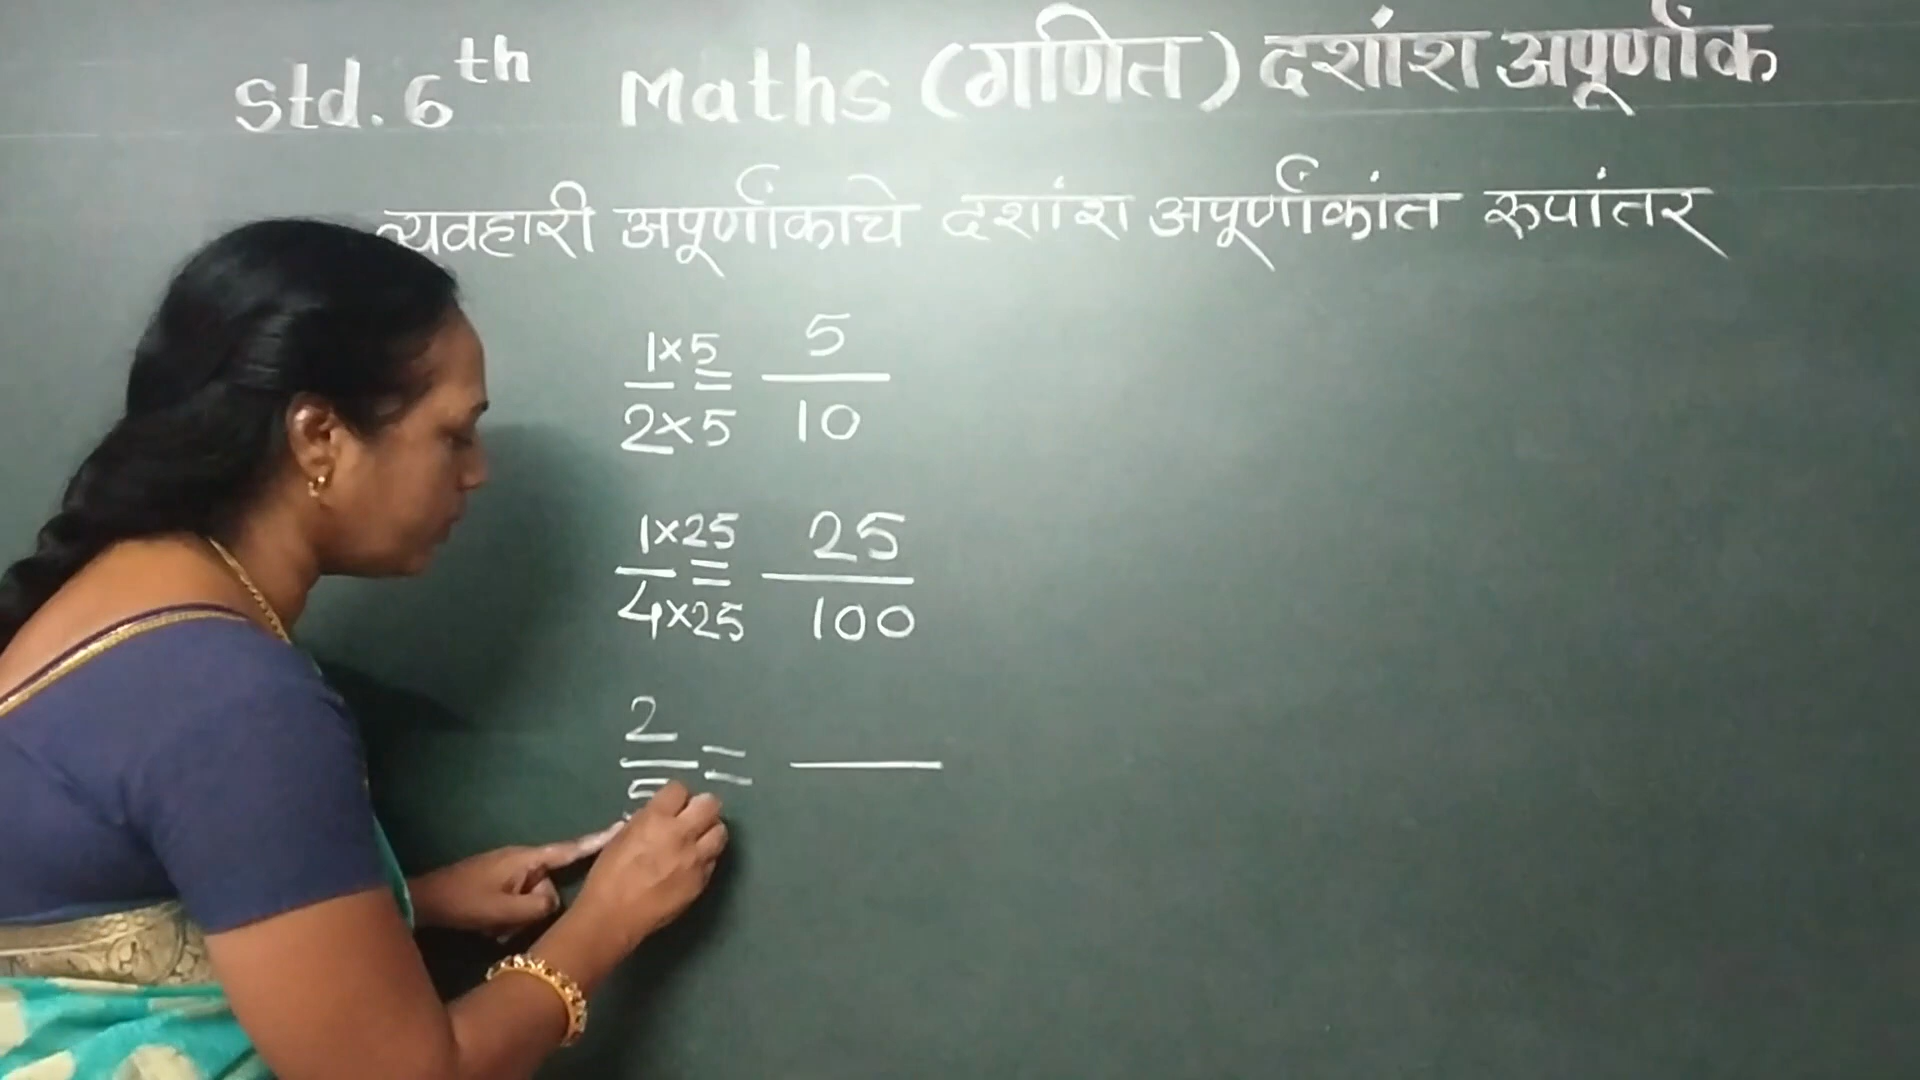 Std. 6th Maths (गणित) दशांश अपूर्णांक
व्यवहारी अपूर्णांकाचे दशांश अपूर्णांकांत रूपांतर
1×5/2×5 = 5/10
1×25/4×25 = 25/100
2/5 = —